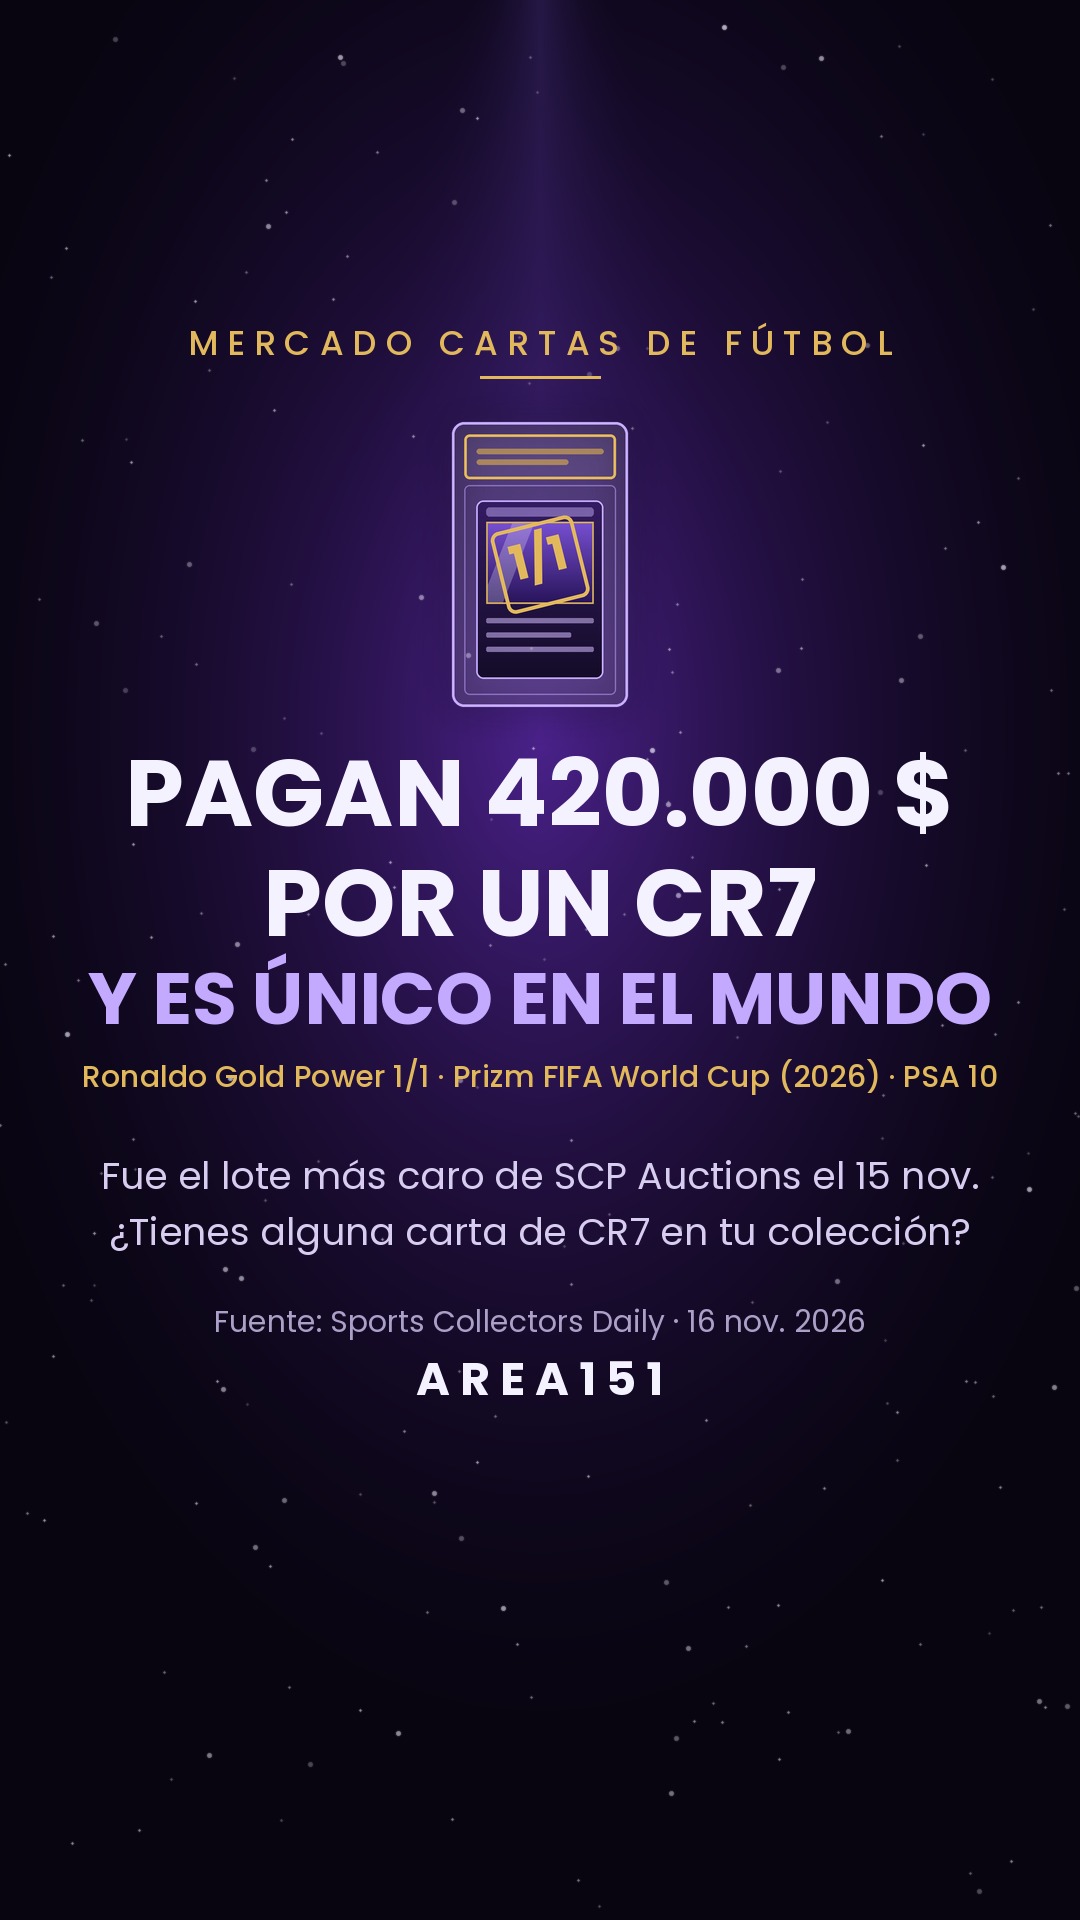 MERCADO CARTAS DE FÚTBOL
1/1
PAGAN 420.000 $
POR UN CR7
Y ES ÚNICO EN EL MUNDO
Ronaldo Gold Power 1/1 · Prizm FIFA World Cup (2026) · PSA 10
Fue el lote más caro de SCP Auctions el 15 nov.
¿Tienes alguna carta de CR7 en tu colección?
Fuente: Sports Collectors Daily · 16 nov. 2026
AREA151